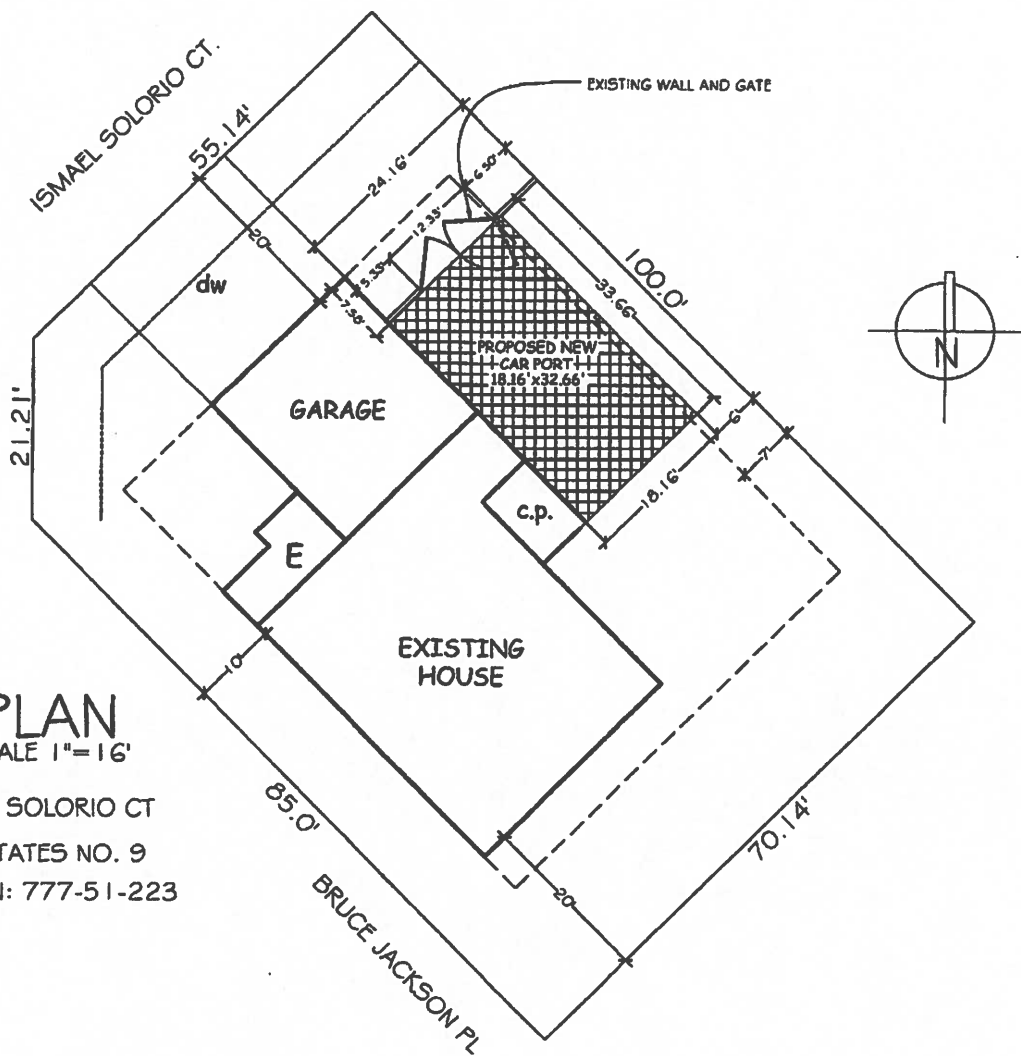 ISMAEL SOLORIO CT.
55.14'
EXISTING WALL AND GATE
24.16'
6.50'
12.33'
5.33'
7.50'
20'
dw
100.0'
33.66'
PROPOSED NEW
CAR PORT
18.16'x32.66'
N
21.21'
GARAGE
6'
7'
18.16'
c.p.
E
EXISTING
HOUSE
10'
PLAN
ALE 1"=16'
SOLORIO CT
TATES NO. 9
: 777-51-223
85.0'
70.14'
20'
BRUCE JACKSON PL